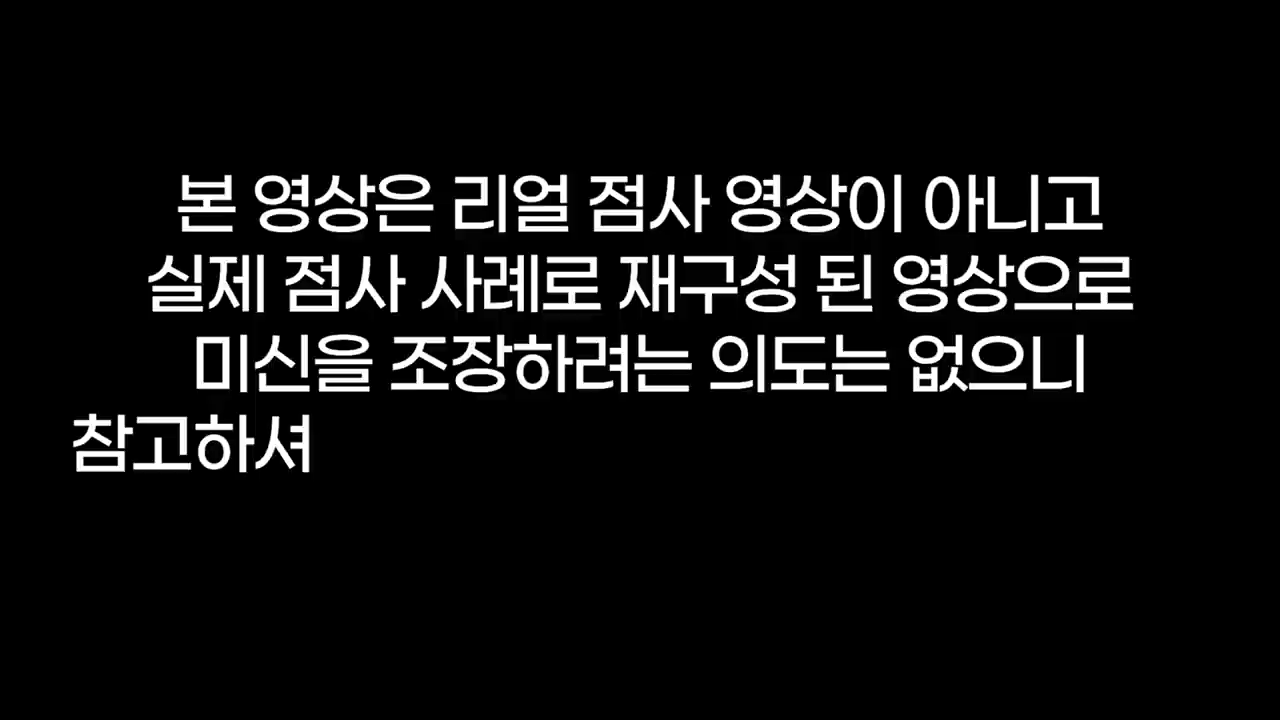 본 영상은 리얼 점사 영상이 아니고
실제 점사 사례로 재구성 된 영상으로
미신을 조장하려는 의도는 없으니
참고하셔